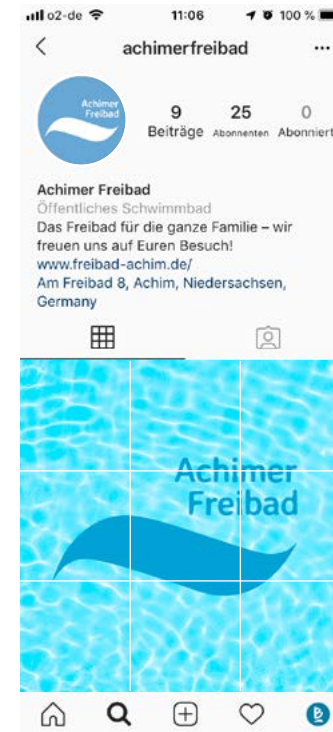 o2-de 11:06 100 %
achimerfreibad ...
Achimer
Freibad
9 25 0
Beiträge Abonnenten Abonniert
Achimer Freibad
Öffentliches Schwimmbad
Das Freibad für die ganze Familie – wir
freuen uns auf Euren Besuch!
www.freibad-achim.de/
Am Freibad 8, Achim, Niedersachsen,
Germany
Achimer
Freibad